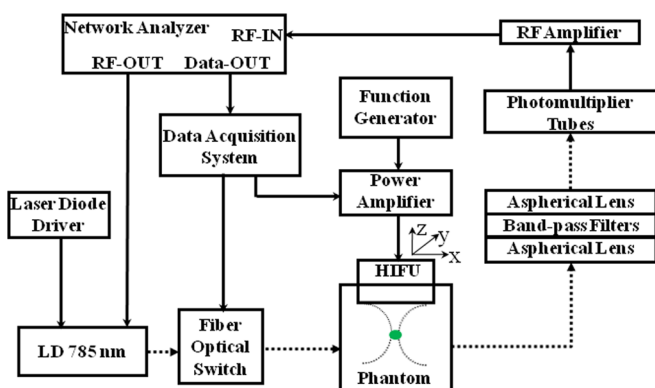 Network Analyzer
RF-IN
RF-OUT Data-OUT
RF Amplifier
Function
Generator
Photomultiplier
Tubes
Data Acquisition
System
Power
Amplifier
Laser Diode
Driver
Aspherical Lens
Band-pass Filters
Aspherical Lens
z
y
x
HIFU
LD 785 nm
Fiber
Optical
Switch
Phantom